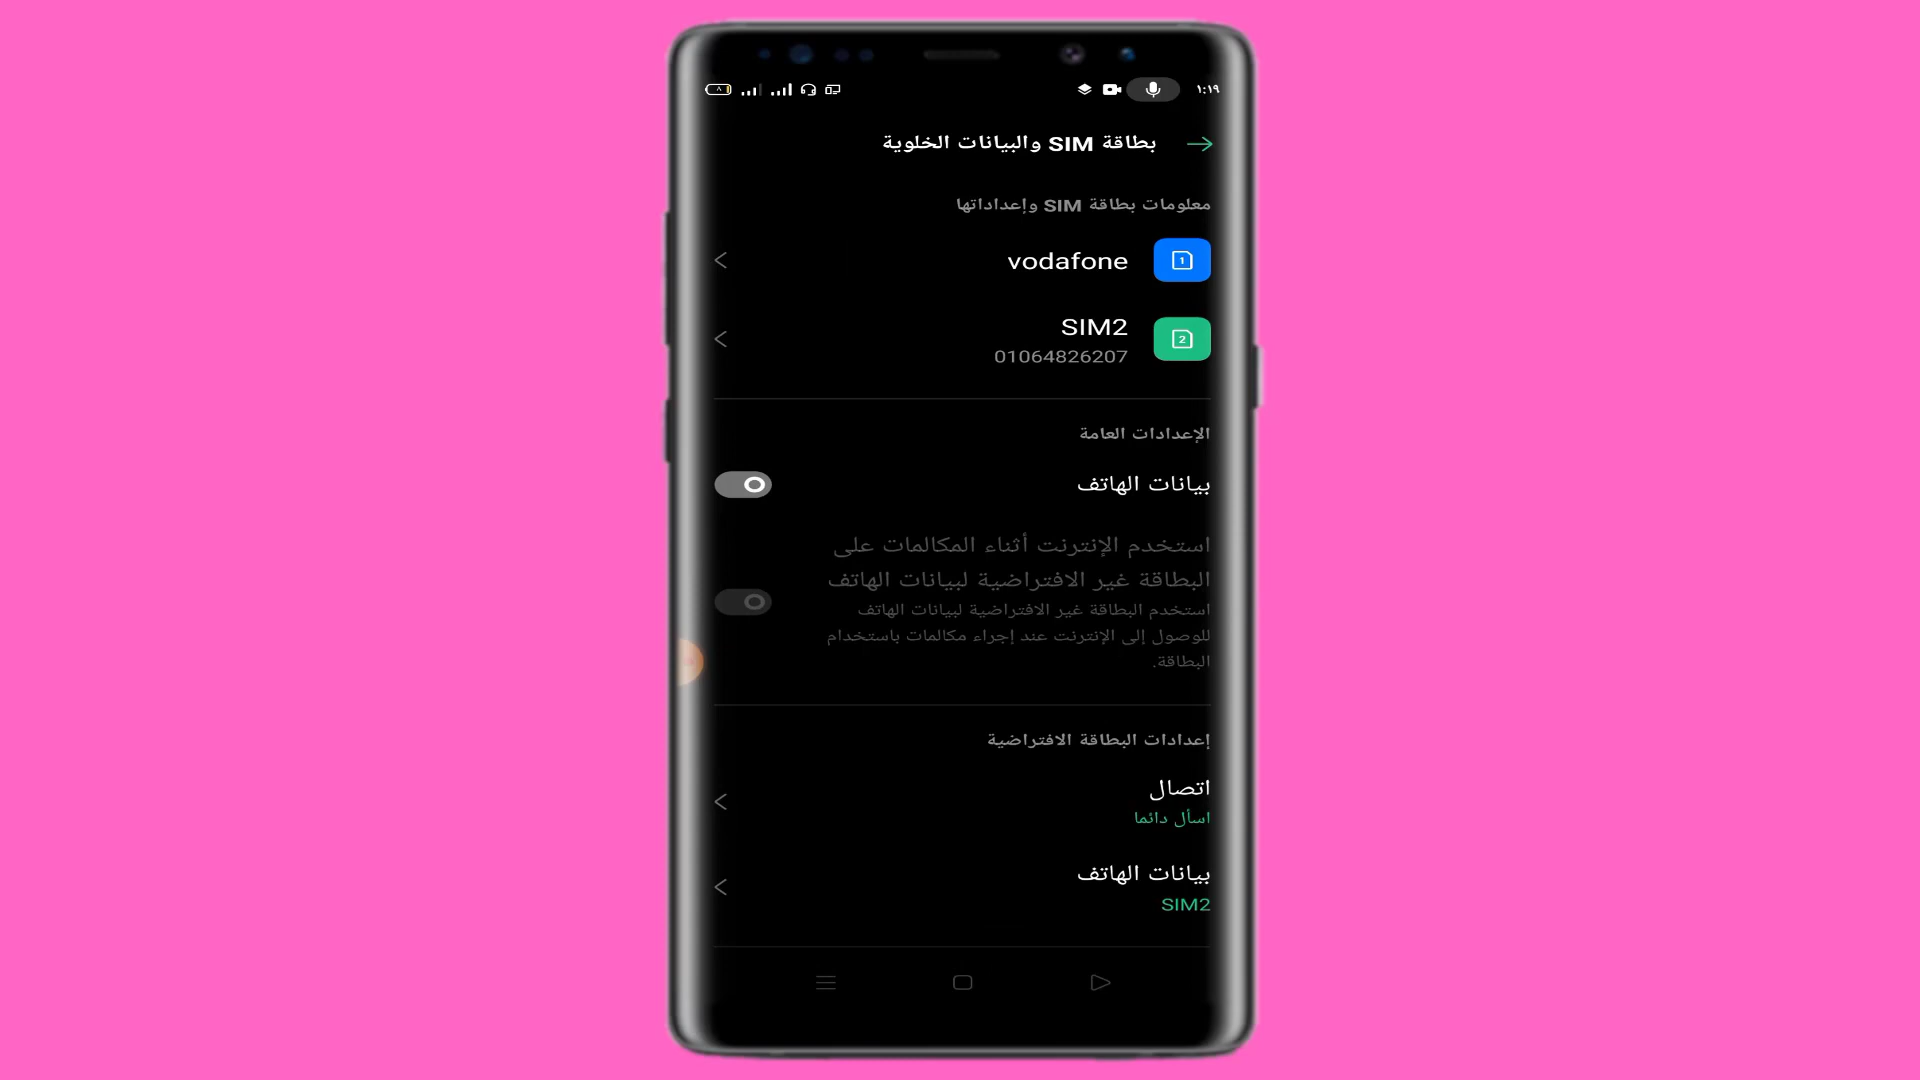 ١:١٩
بطاقة SIM والبيانات الخلوية
معلومات بطاقة SIM وإعداداتها
1
vodafone
2
SIM2
01064826207
الإعدادات العامة
بيانات الهاتف
استخدم الإنترنت أثناء المكالمات على
البطاقة غير الافتراضية لبيانات الهاتف
استخدم البطاقة غير الافتراضية لبيانات الهاتف
للوصول إلى الإنترنت عند إجراء مكالمات باستخدام
البطاقة.
إعدادات البطاقة الافتراضية
اتصال
اسأل دائما
بيانات الهاتف
SIM2